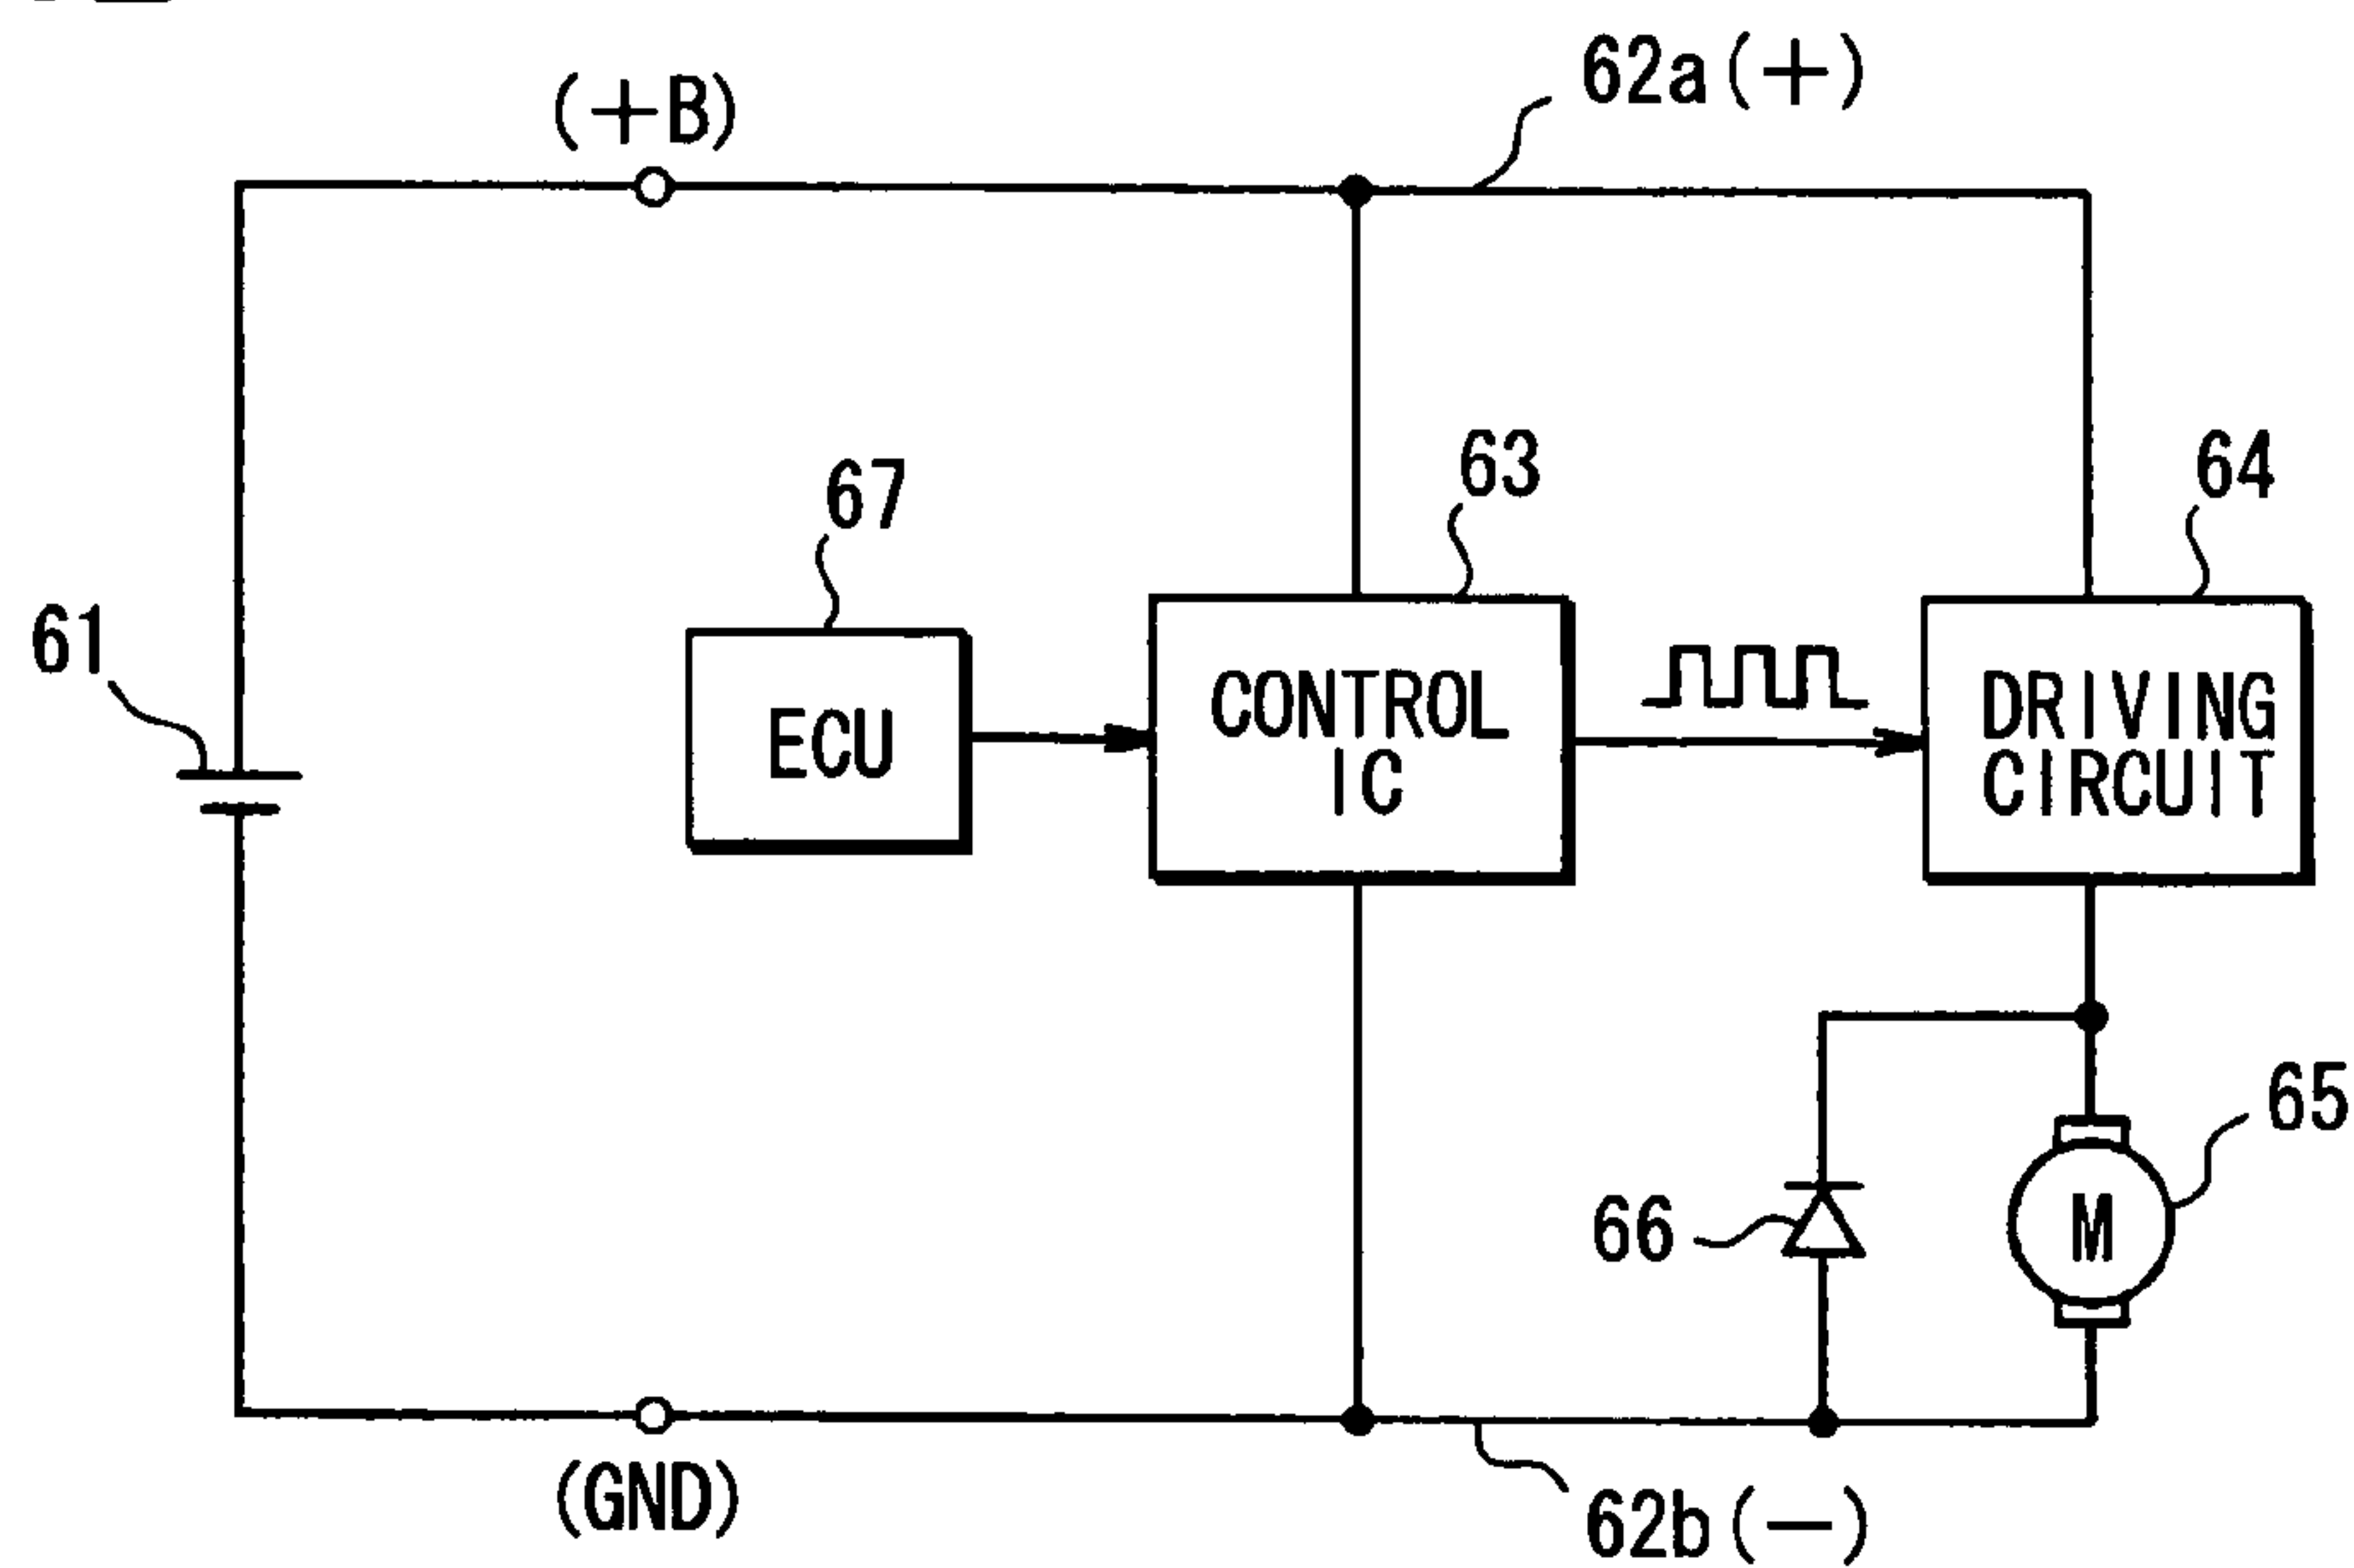 62a(+)
(+B)
63
64
67
61
CONTROL
IC
DRIVING
CIRCUIT
ECU
65
66
M
(GND)
62b(−)